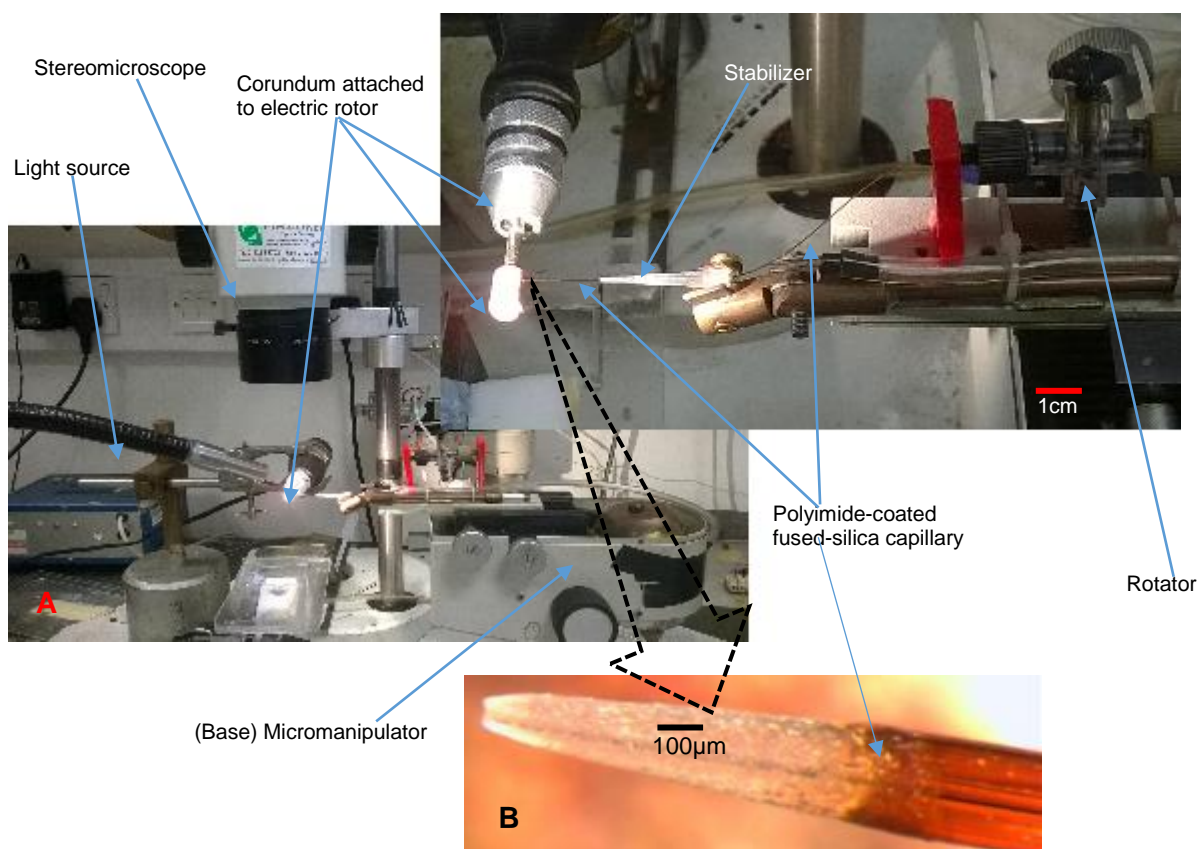 Stereomicroscope
Corundum attached
to electric rotor
Stabilizer
Light source
1cm
Polyimide-coated
fused-silica capillary
Rotator
A
(Base) Micromanipulator
100µm
B